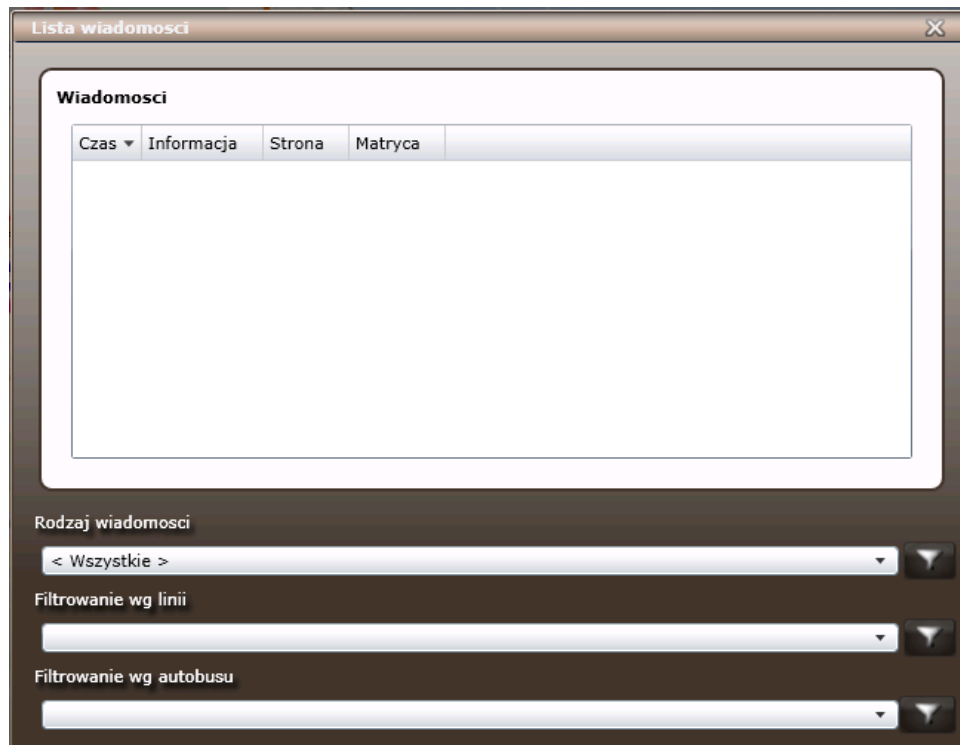 Lista wiadomosci
Wiadomosci
Czas Informacja Strona Matryca
Rodzaj wiadomosci
< Wszystkie >
Filtrowanie wg linii
Filtrowanie wg autobusu